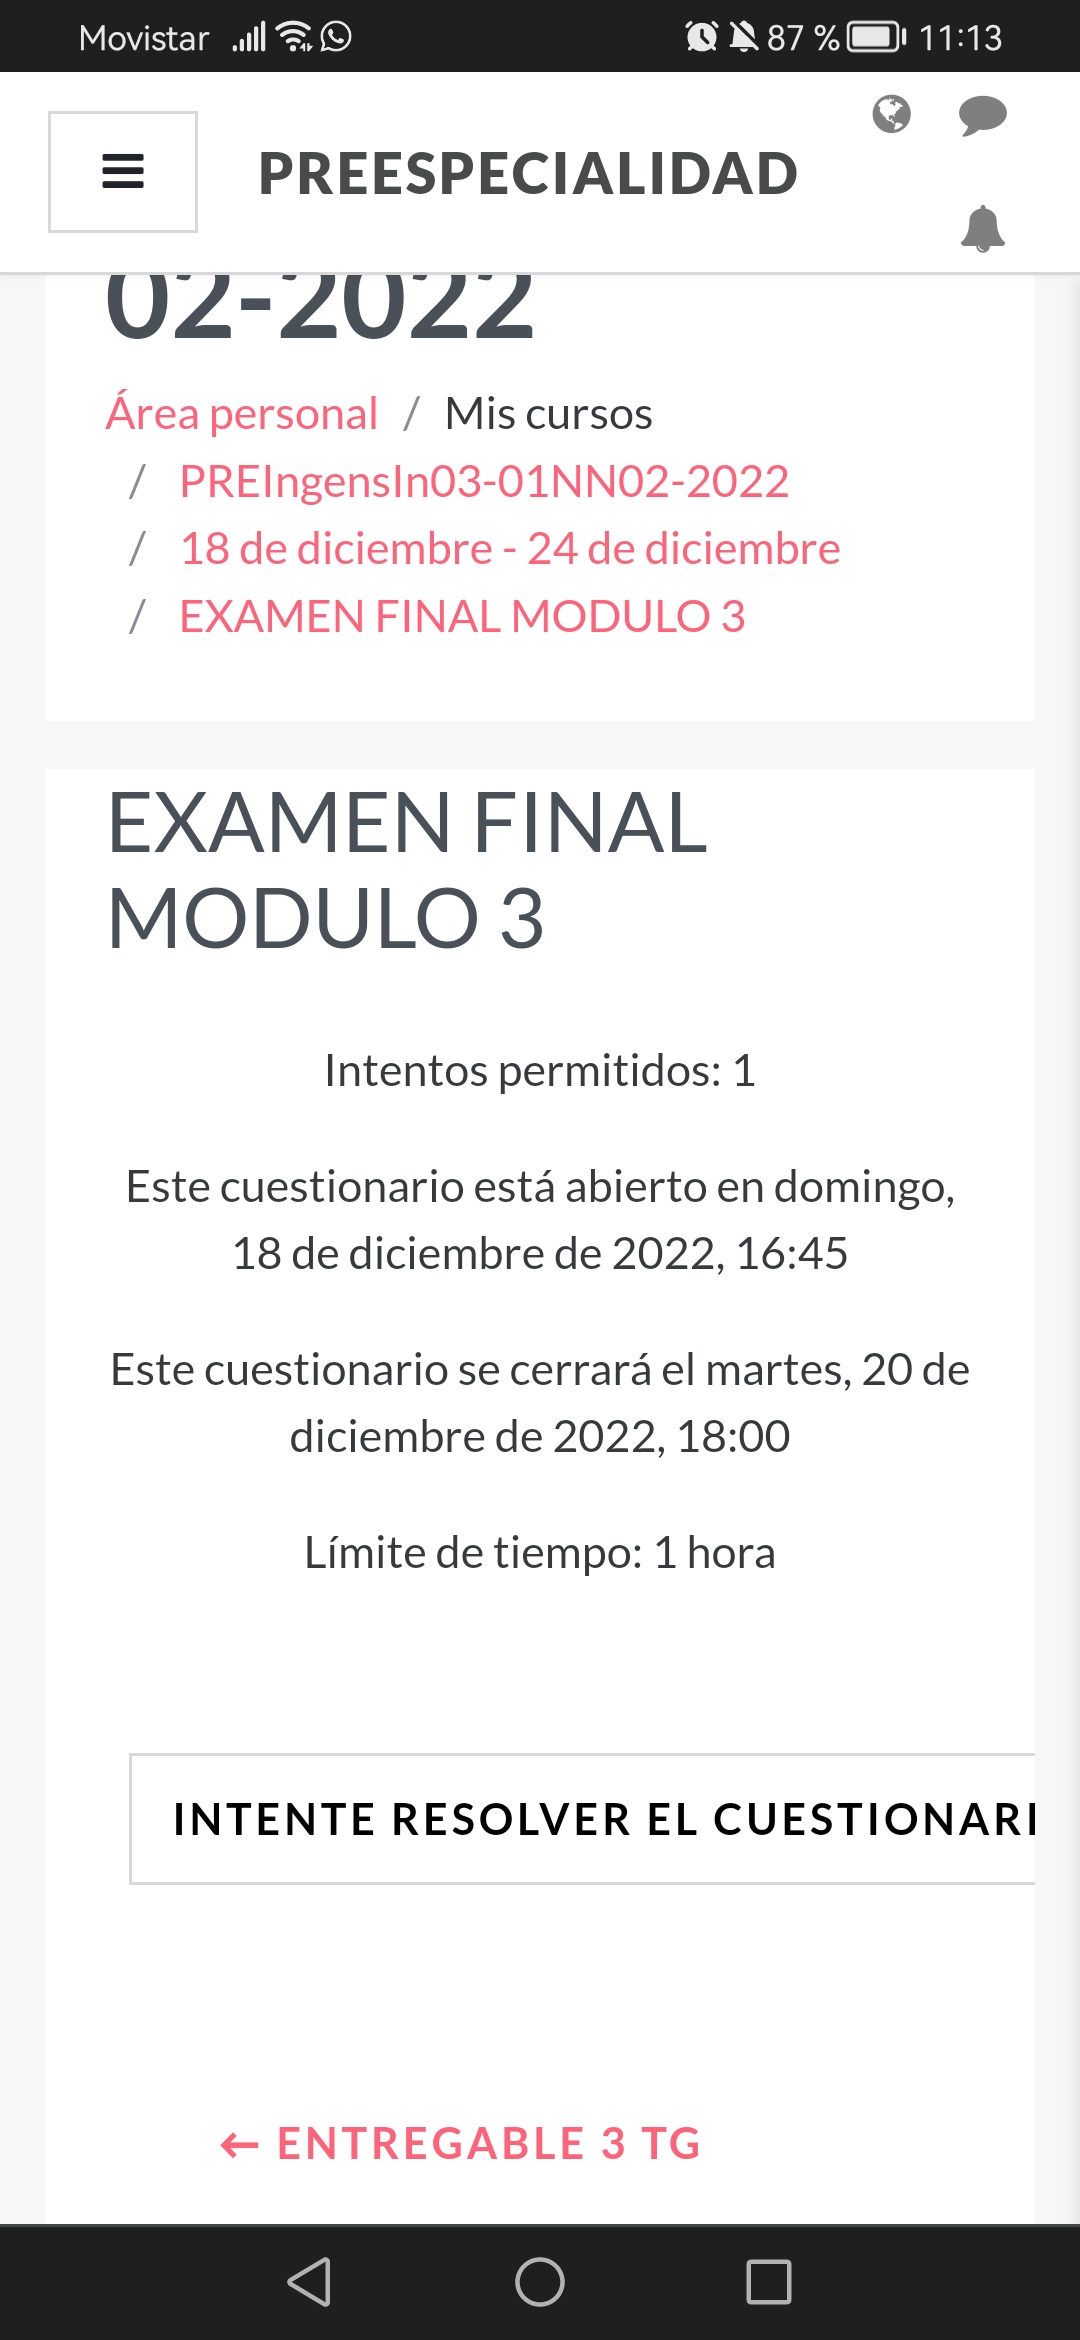 Movistar 87 % 11:13
PREESPECIALIDAD
02-2022
Área personal / Mis cursos
/ PREIngensIn03-01NN02-2022
/ 18 de diciembre - 24 de diciembre
/ EXAMEN FINAL MODULO 3
EXAMEN FINAL
MODULO 3
Intentos permitidos: 1
Este cuestionario está abierto en domingo,
18 de diciembre de 2022, 16:45
Este cuestionario se cerrará el martes, 20 de
diciembre de 2022, 18:00
Límite de tiempo: 1 hora
INTENTE RESOLVER EL CUESTIONARI
← ENTREGABLE 3 TG